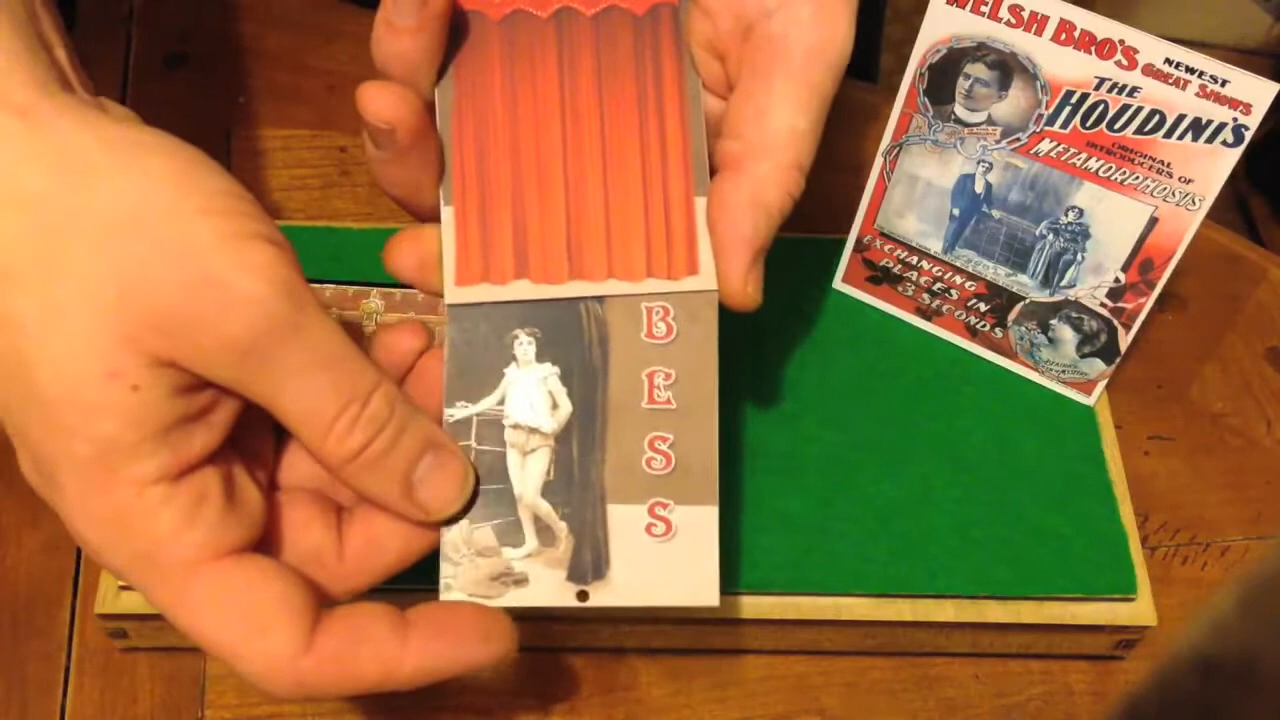 WELSH BRO'S
NEWEST
GREAT SHOWS
THE
HOUDINI'S
ORIGINAL
INTRODUCERS OF
METAMORPHOSIS
EXCHANGING
PLACES IN
3 SECONDS
B
E
S
S